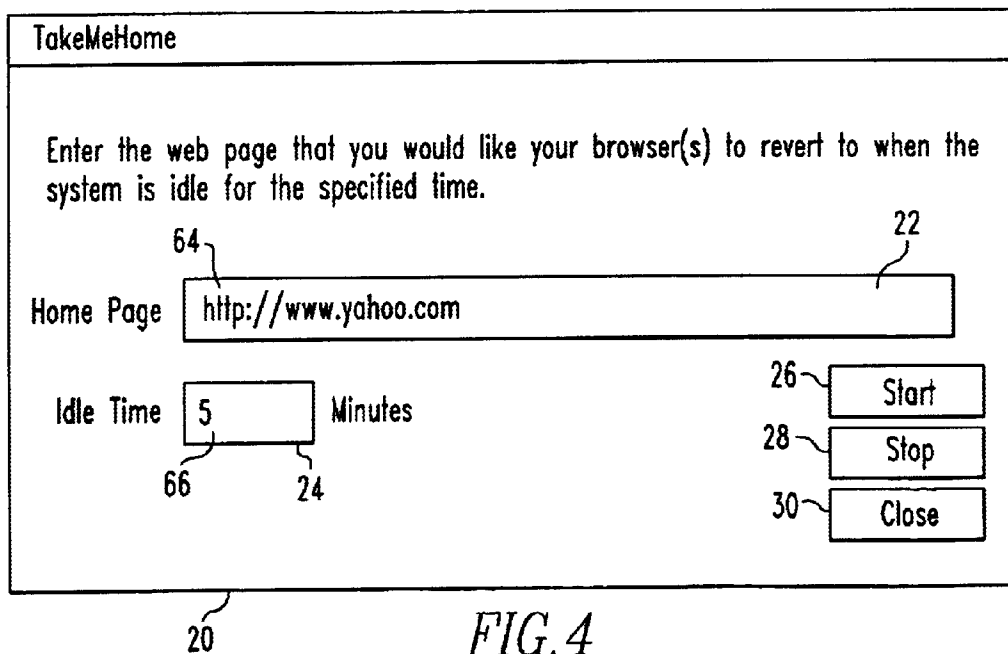 TakeMeHome
Enter the web page that you would like your browser(s) to revert to when the
system is idle for the specified time.
64
22
Home Page http://www.yahoo.com
26 Start
Idle Time 5 Minutes
28 Stop
66
24
30 Close
20
FIG.4